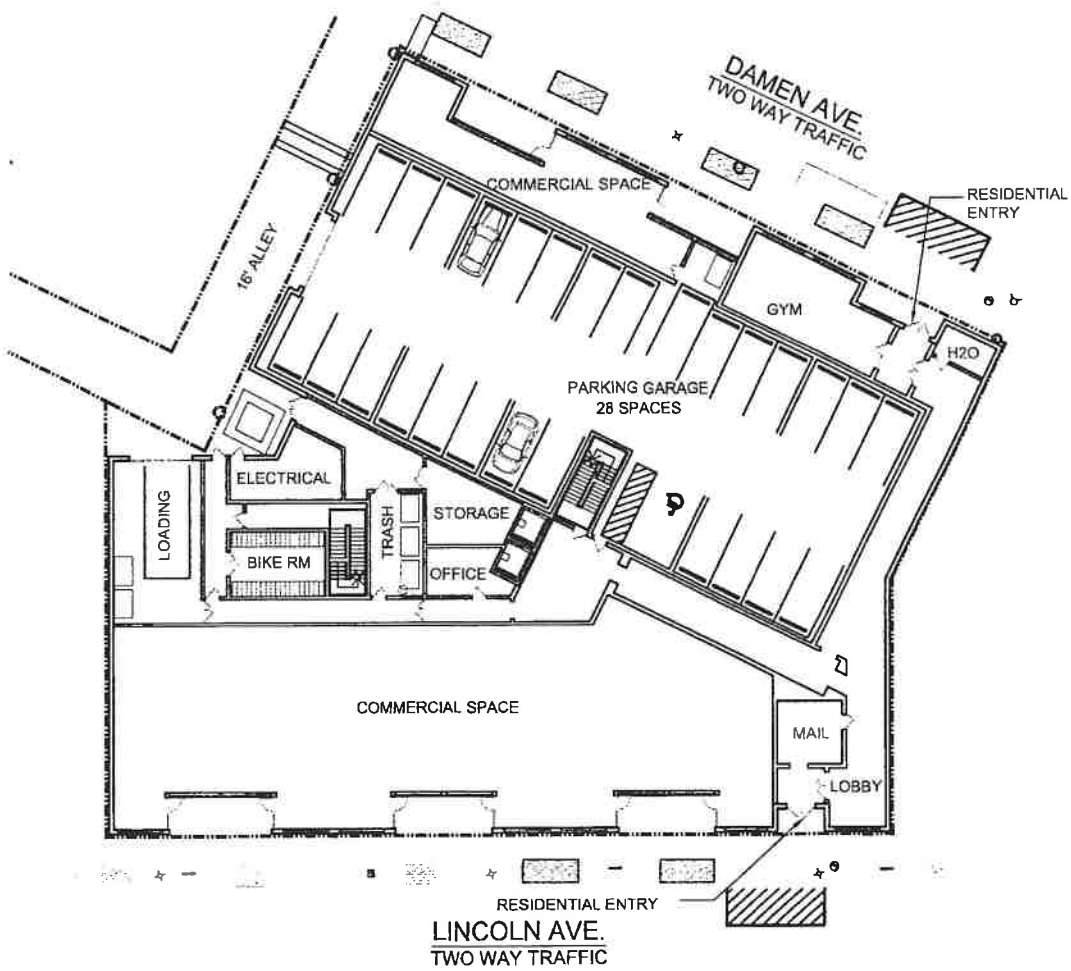 DAMEN AVE.
TWO WAY TRAFFIC
RESIDENTIAL
ENTRY
COMMERCIAL SPACE
16' ALLEY
GYM
H2O
PARKING GARAGE
28 SPACES
ELECTRICAL
LOADING
BIKE RM
TRASH
STORAGE
OFFICE
COMMERCIAL SPACE
MAIL
LOBBY
RESIDENTIAL ENTRY
LINCOLN AVE.
TWO WAY TRAFFIC